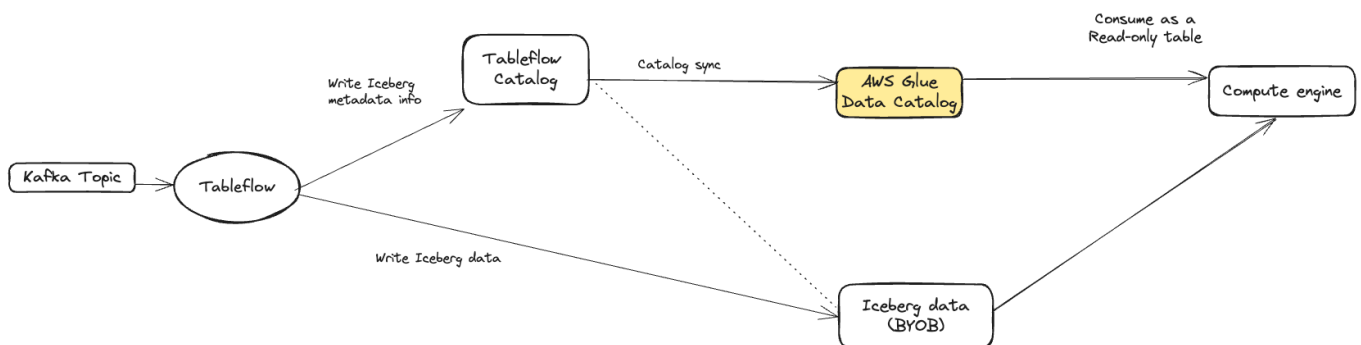 Consume as a
Read-only table
Tableflow
Catalog
Catalog sync
AWS Glue
Data Catalog
Compute engine
Write Iceberg
metadata info
Kafka Topic
Tableflow
Write Iceberg data
Iceberg data
(BYOB)